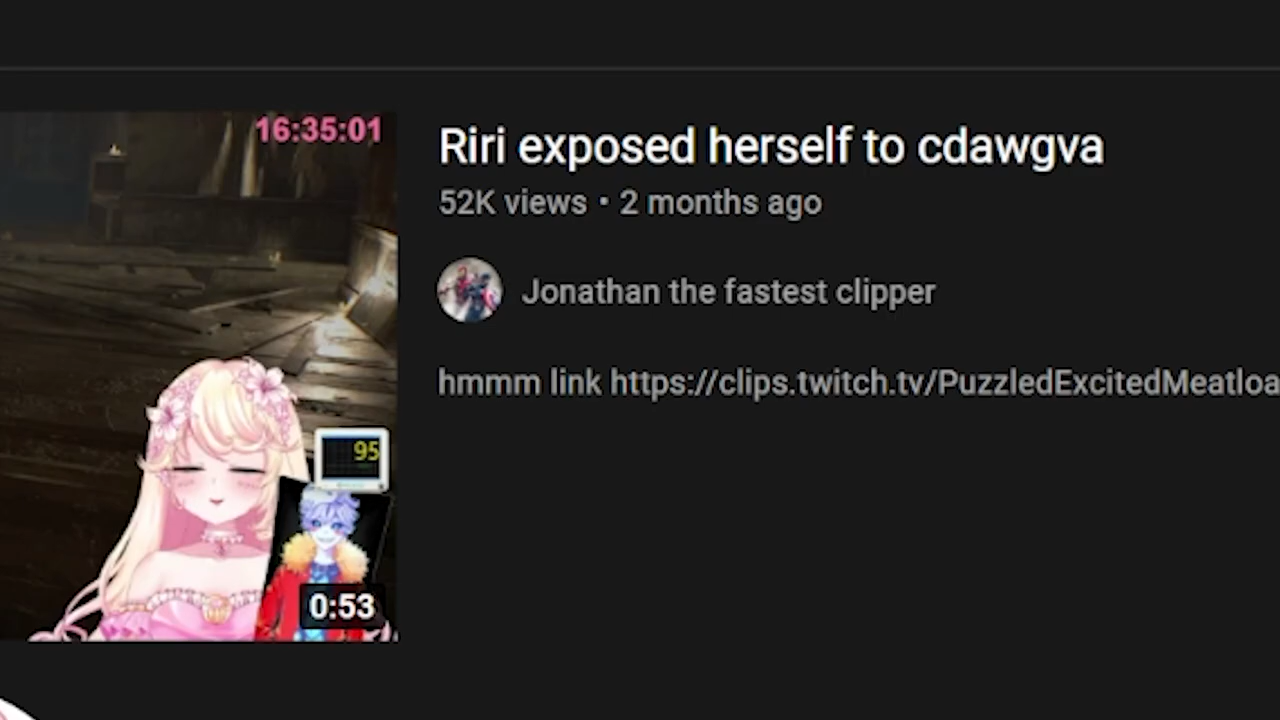 16:35:01
Riri exposed herself to cdawgva
52K views • 2 months ago
Jonathan the fastest clipper
hmmm link https://clips.twitch.tv/PuzzledExcitedMeatloa
95
0:53